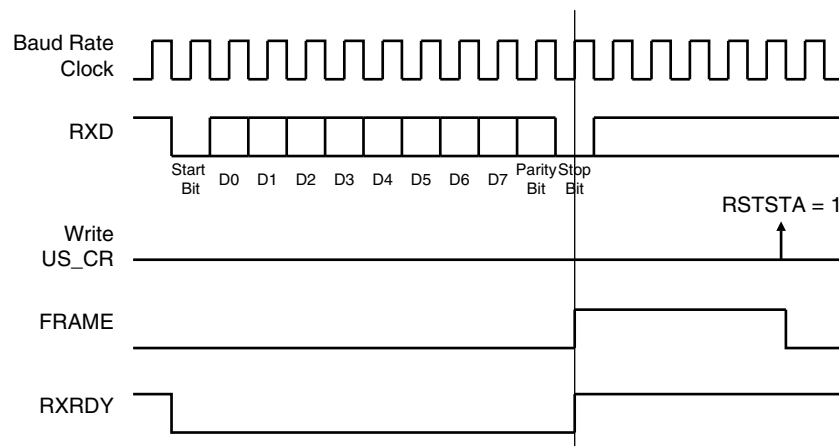 Baud Rate
Clock
RXD
Start
Bit
D0 D1 D2 D3 D4 D5 D6 D7
Parity
Bit
Stop
Bit
RSTSTA = 1
Write
US_CR
FRAME
RXRDY